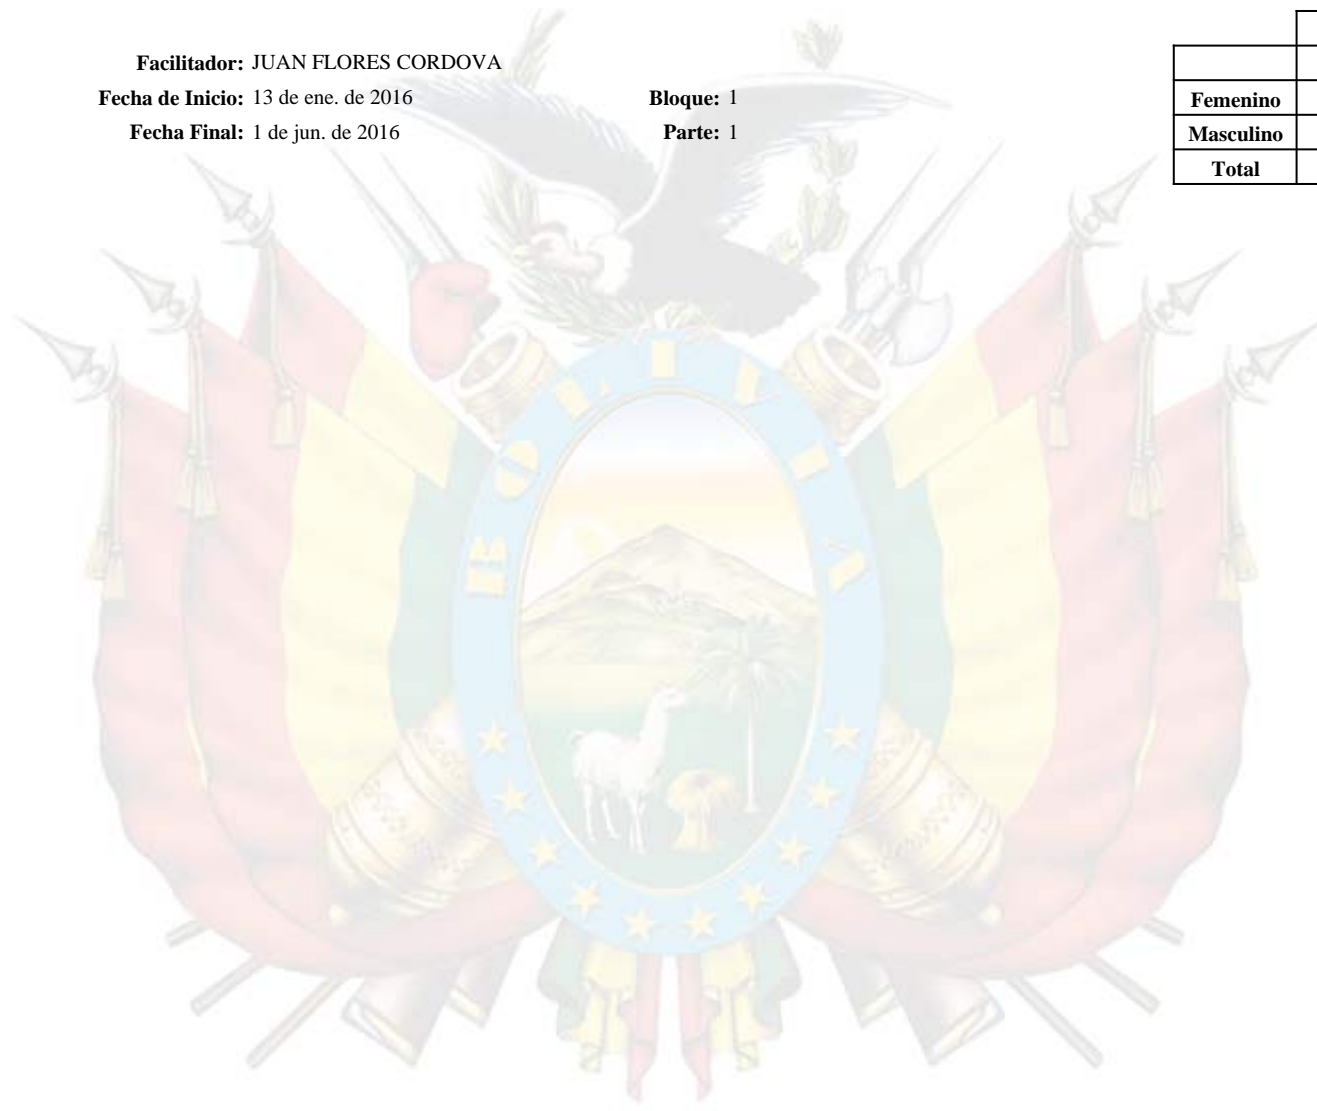 Facilitador: JUAN FLORES CORDOVA
Fecha de Inicio: 13 de ene. de 2016 Bloque: 1
Fecha Final: 1 de jun. de 2016 Parte: 1
Femenino
Masculino
Total
BOLIVIA